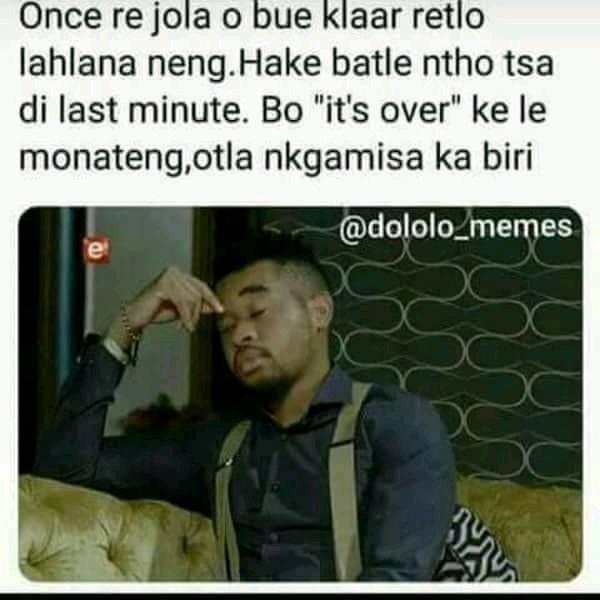 Once re jola o bue klaar retlo
lahlana neng.Hake batle ntho tsa
di last minute. Bo "it's over" ke le
monateng,otla nkgamisa ka biri
@dololo_memes
e